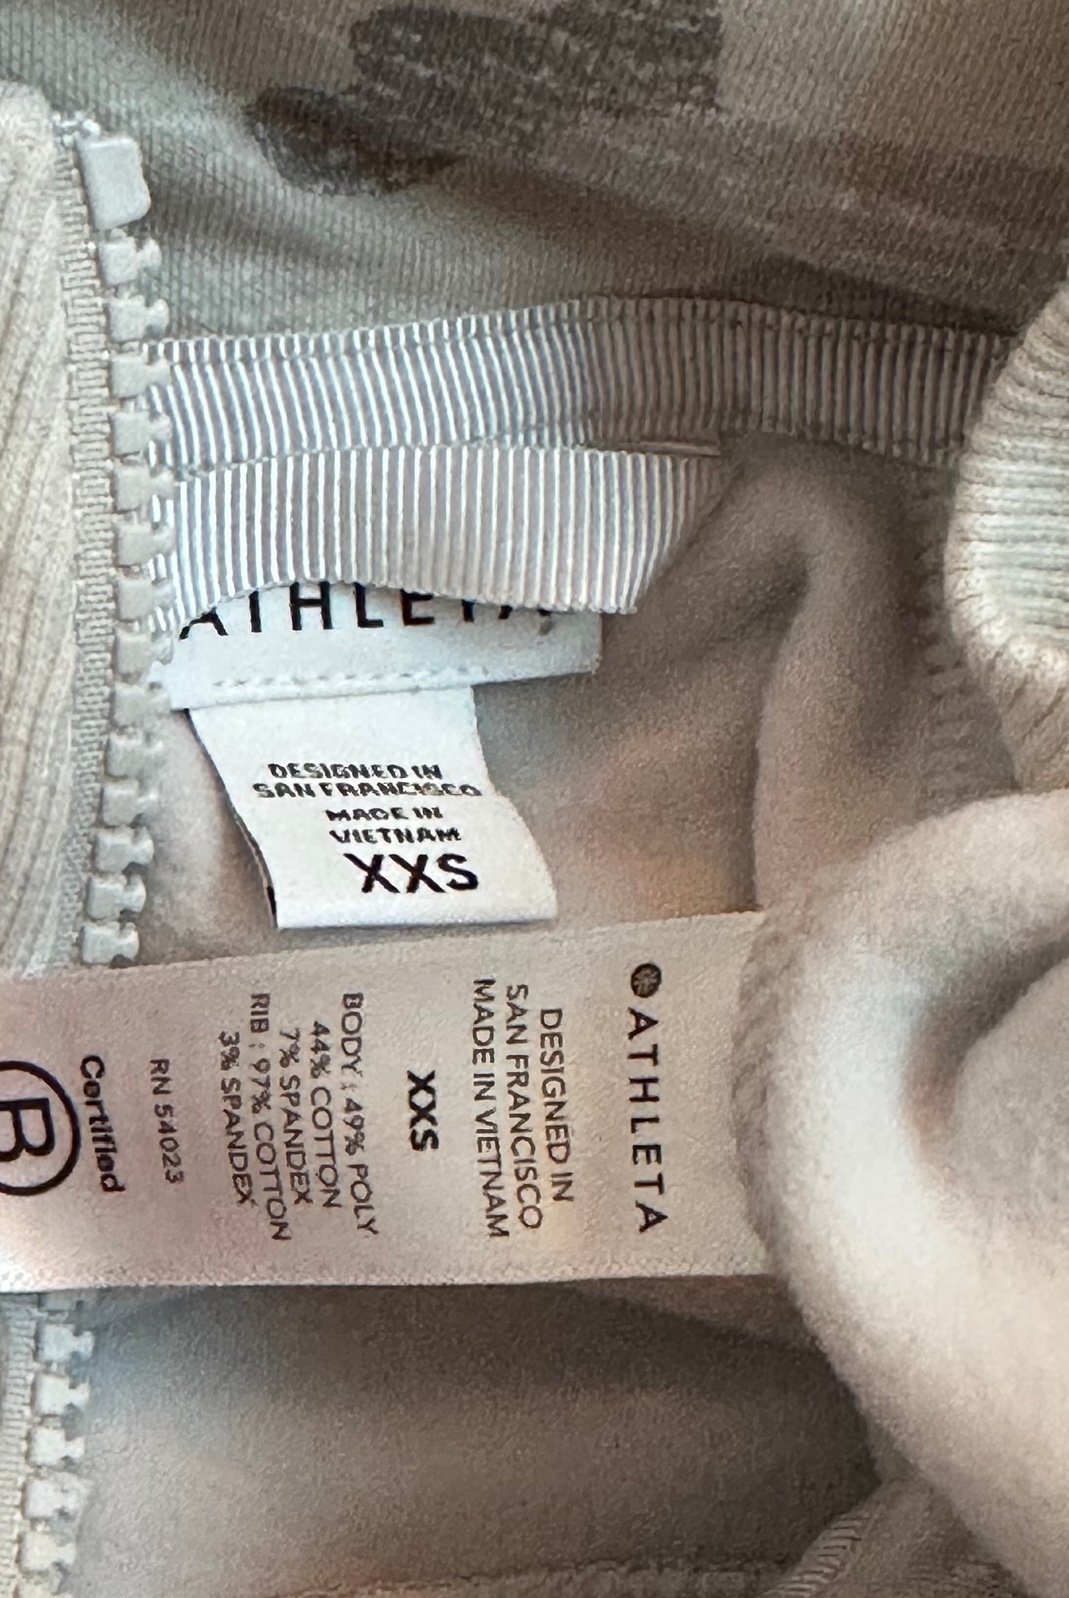 ATHLETA
DESIGNED IN
SAN FRANCISCO
MADE IN
VIETNAM
XXS
ATHLETA
DESIGNED IN
SAN FRANCISCO
MADE IN VIETNAM
XXS
BODY : 49% POLY
44% COTTON
7% SPANDEX
RIB : 97% COTTON
3% SPANDEX
RN 54023
Certified
B